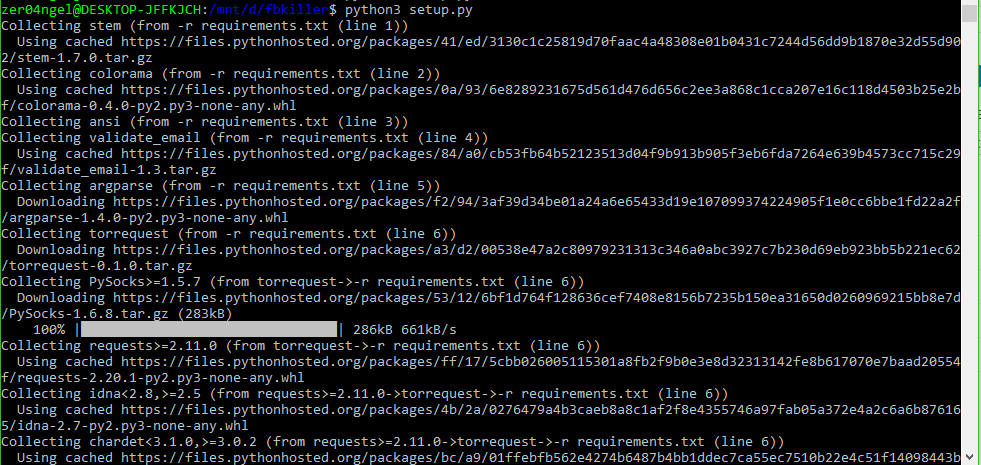 zer04ngel@DESKTOP-JFFKJCH:/mnt/d/fbkiller$ python3 setup.py
Collecting stem (from -r requirements.txt (line 1))
  Using cached https://files.pythonhosted.org/packages/41/ed/3130c1c25819d70faac4a48308e01b0431c7244d56dd9b1870e32d55d90
2/stem-1.7.0.tar.gz
Collecting colorama (from -r requirements.txt (line 2))
  Using cached https://files.pythonhosted.org/packages/0a/93/6e8289231675d561d476d656c2ee3a868c1cca207e16c118d4503b25e2b
f/colorama-0.4.0-py2.py3-none-any.whl
Collecting ansi (from -r requirements.txt (line 3))
Collecting validate_email (from -r requirements.txt (line 4))
  Using cached https://files.pythonhosted.org/packages/84/a0/cb53fb64b52123513d04f9b913b905f3eb6fda7264e639b4573cc715c29
f/validate_email-1.3.tar.gz
Collecting argparse (from -r requirements.txt (line 5))
  Downloading https://files.pythonhosted.org/packages/f2/94/3af39d34be01a24a6e65433d19e107099374224905f1e0cc6bbe1fd22a2f
/argparse-1.4.0-py2.py3-none-any.whl
Collecting torrequest (from -r requirements.txt (line 6))
  Downloading https://files.pythonhosted.org/packages/a3/d2/00538e47a2c80979231313c346a0abc3927c7b230d69eb923bb5b221ec62
/torrequest-0.1.0.tar.gz
Collecting PySocks>=1.5.7 (from torrequest->-r requirements.txt (line 6))
  Downloading https://files.pythonhosted.org/packages/53/12/6bf1d764f128636cef7408e8156b7235b150ea31650d0260969215bb8e7d
/PySocks-1.6.8.tar.gz (283kB)
    100% |████████████████████████████████| 286kB 661kB/s
Collecting requests>=2.11.0 (from torrequest->-r requirements.txt (line 6))
  Using cached https://files.pythonhosted.org/packages/ff/17/5cbb026005115301a8fb2f9b0e3e8d32313142fe8b617070e7baad20554
f/requests-2.20.1-py2.py3-none-any.whl
Collecting idna<2.8,>=2.5 (from requests>=2.11.0->torrequest->-r requirements.txt (line 6))
  Using cached https://files.pythonhosted.org/packages/4b/2a/0276479a4b3caeb8a8c1af2f8e4355746a97fab05a372e4a2c6a6b87616
5/idna-2.7-py2.py3-none-any.whl
Collecting chardet<3.1.0,>=3.0.2 (from requests>=2.11.0->torrequest->-r requirements.txt (line 6))
  Using cached https://files.pythonhosted.org/packages/bc/a9/01ffebfb562e4274b6487b4bb1ddec7ca55ec7510b22e4c51f14098443b